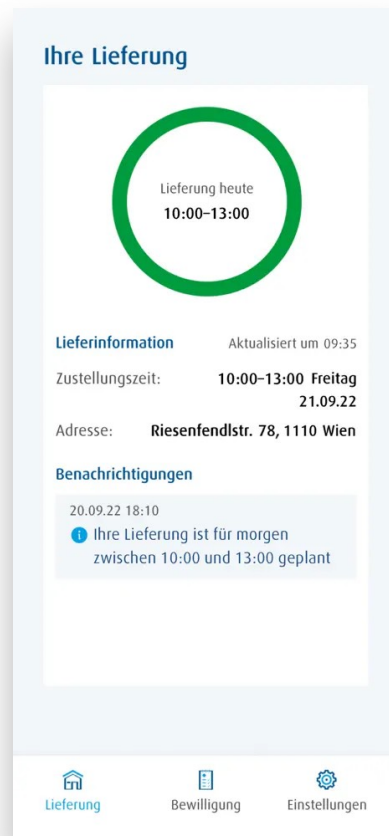 Ihre Lieferung
Lieferung heute
10:00–13:00
Lieferinformation Aktualisiert um 09:35
Zustellungszeit: 10:00–13:00 Freitag
21.09.22
Adresse: Riesenfendlstr. 78, 1110 Wien
Benachrichtigungen
20.09.22 18:10
Ihre Lieferung ist für morgen
zwischen 10:00 und 13:00 geplant
Lieferung Bewilligung Einstellungen